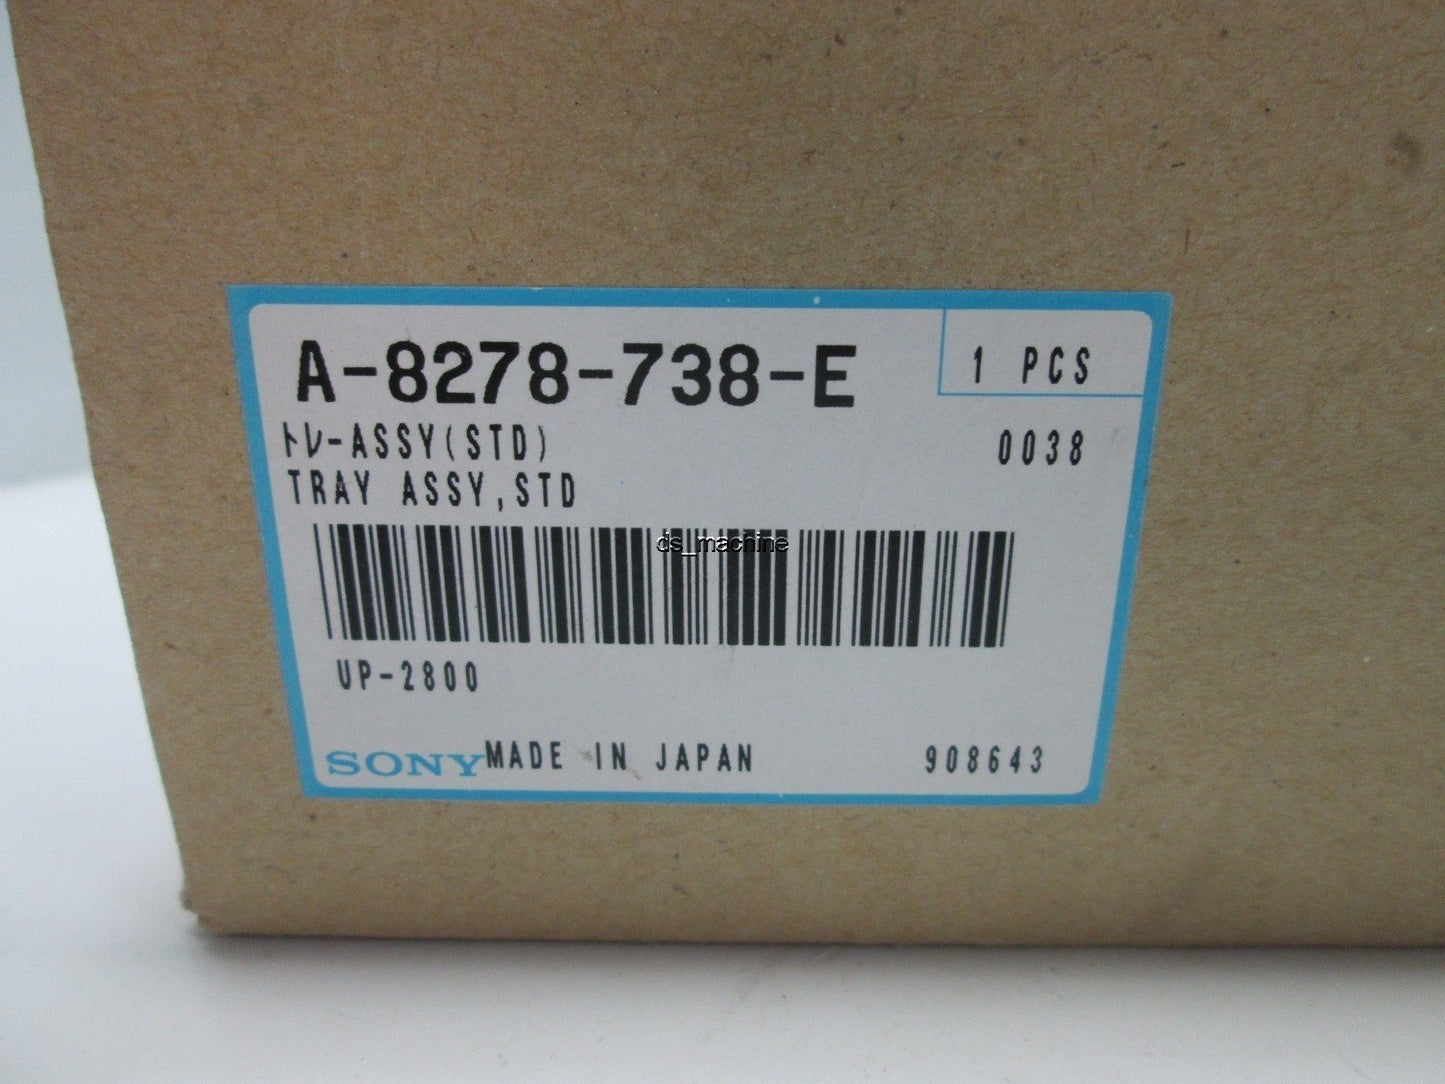 A-8278-738-E
1 PCS
トレ-ASSY(STD)
0038
TRAY ASSY,STD
ds_machine
UP-2800
SONY MADE IN JAPAN
908643